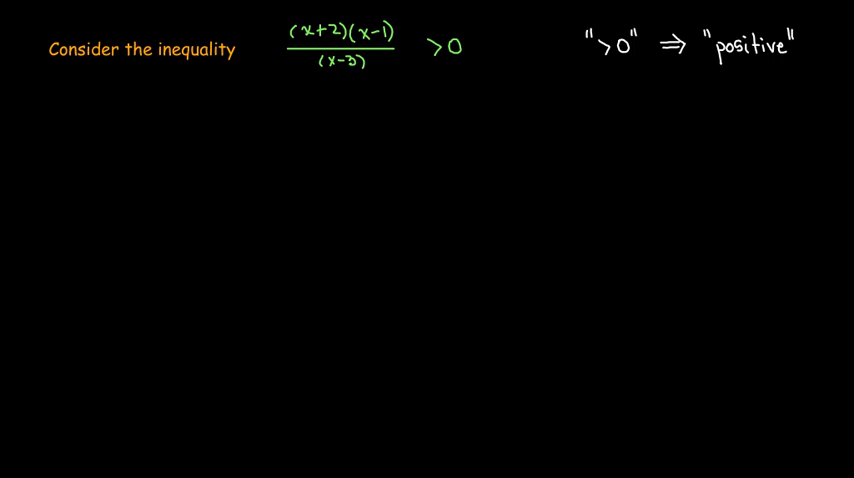 Consider the inequality (x+2)(x-1) / (x-3) >0 ">0" ⇒ "positive"